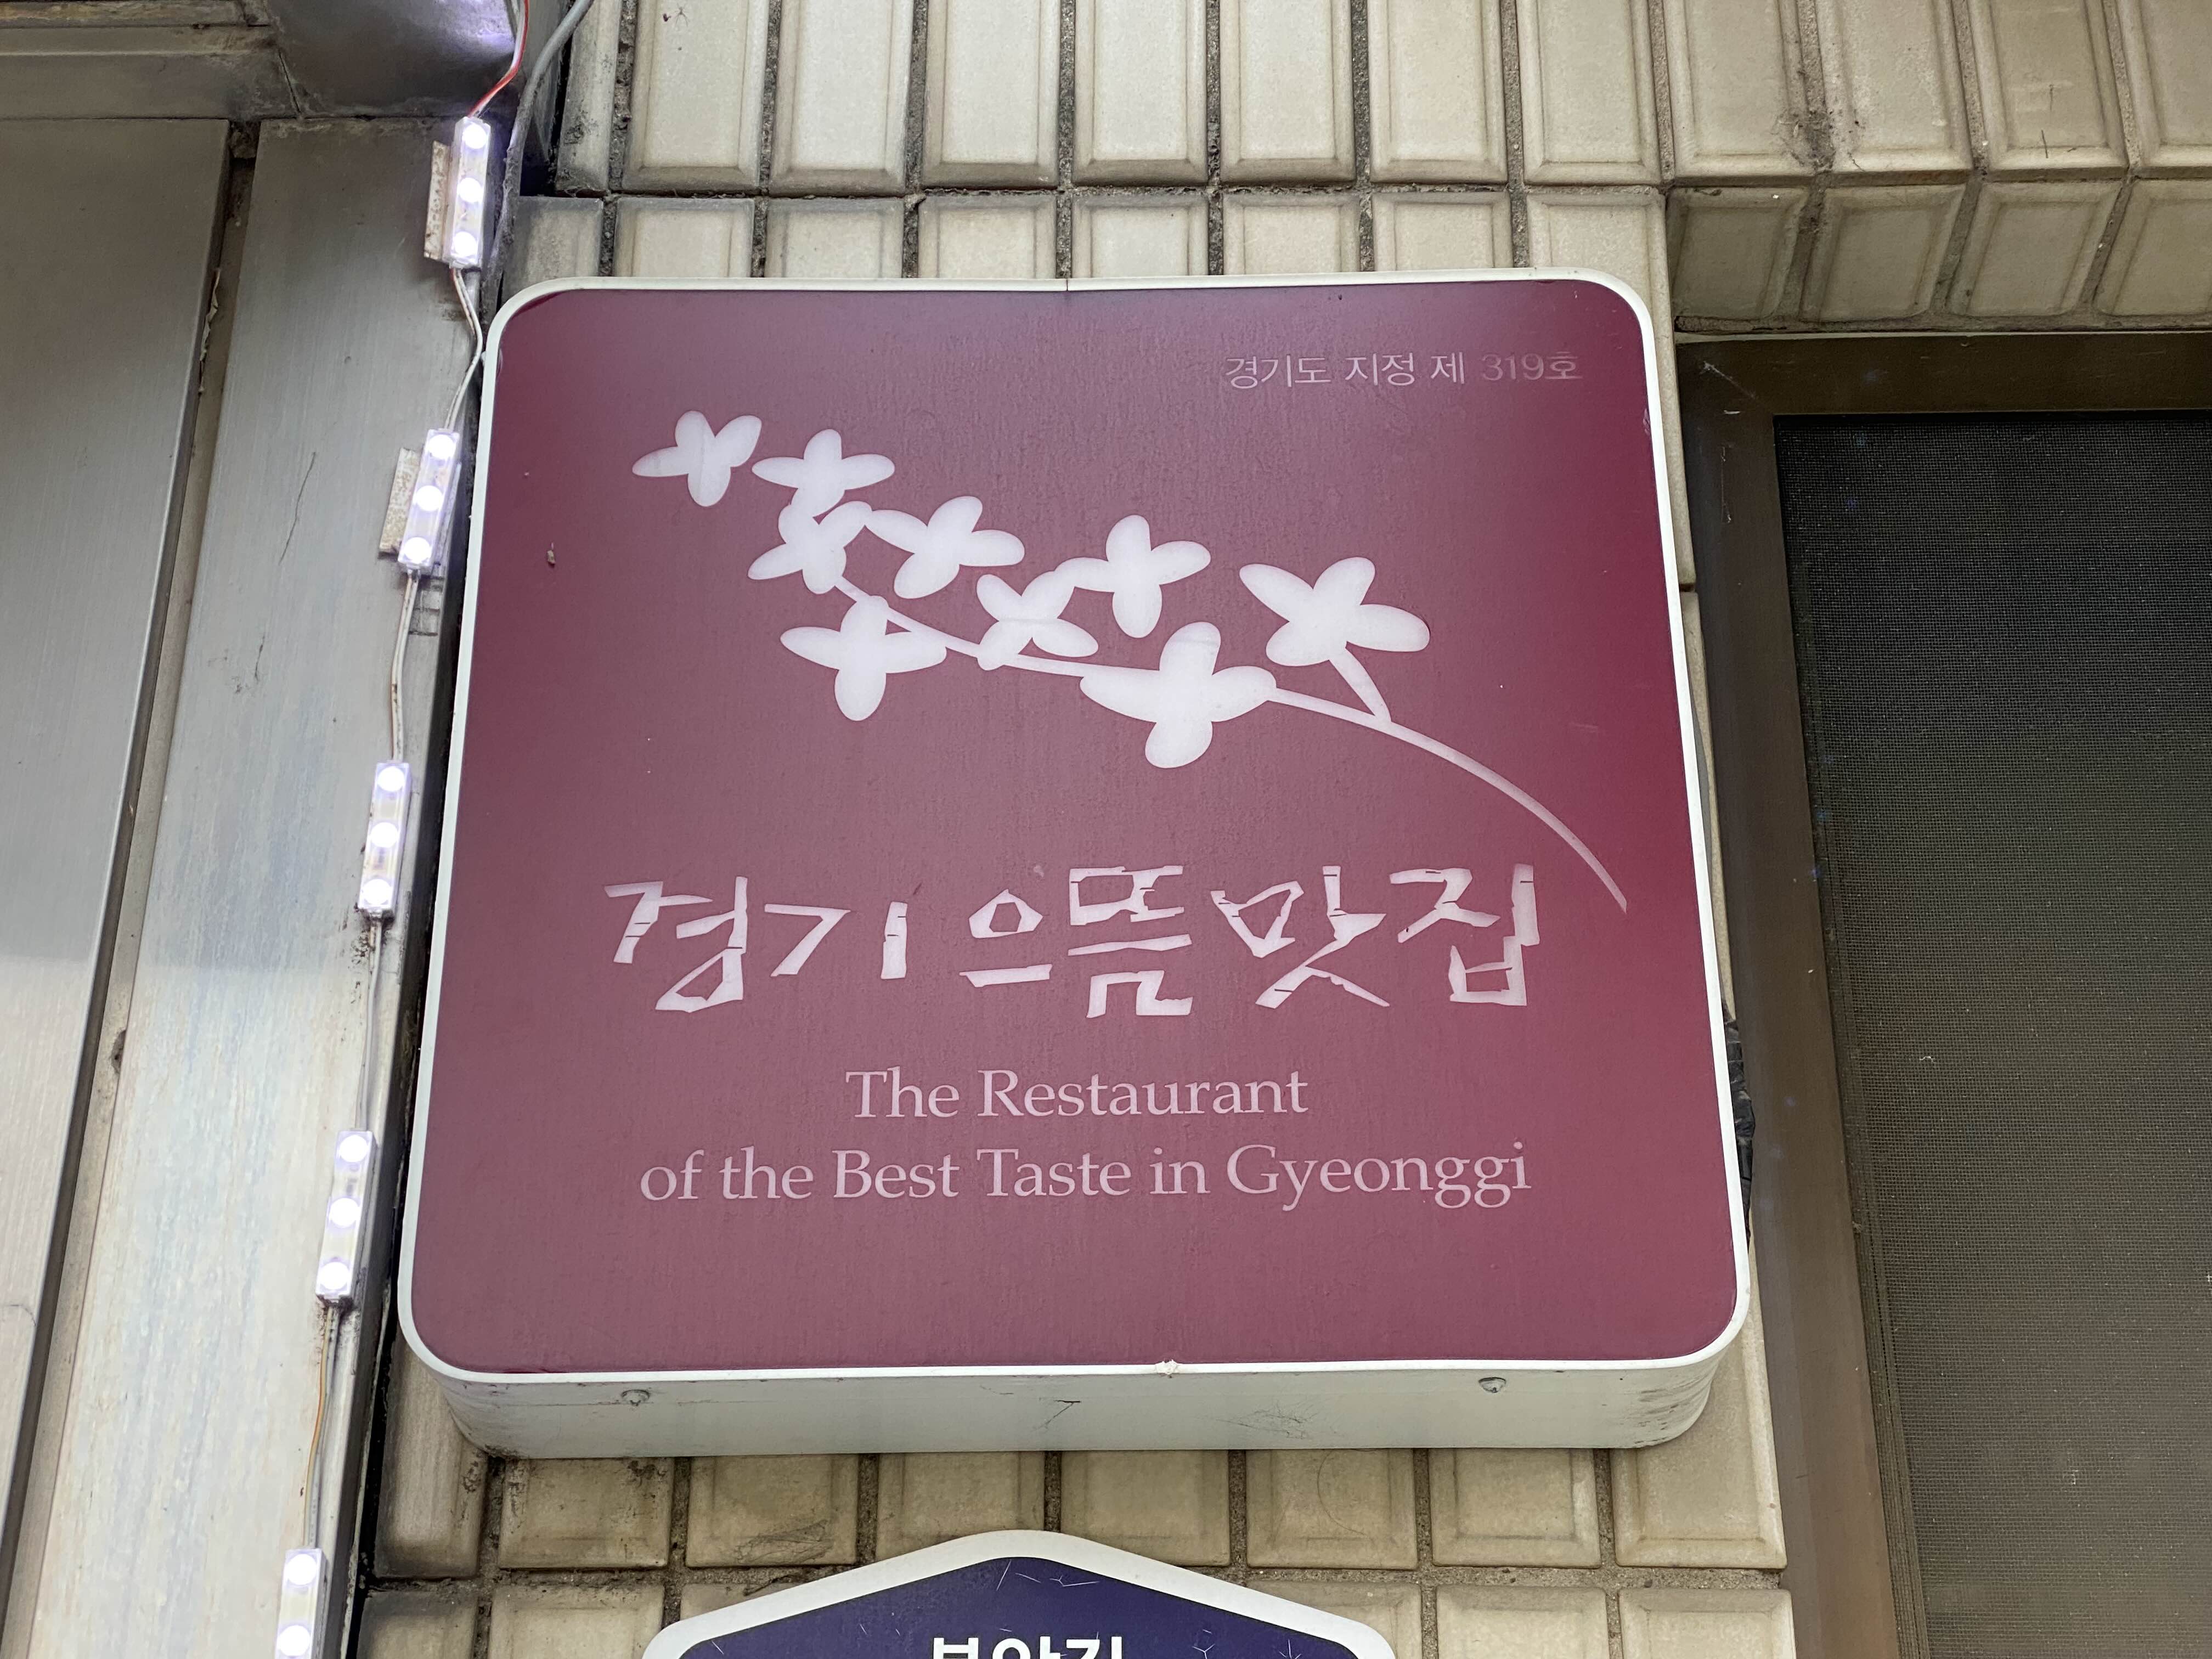 경기도 지정 제 319호
경기 으뜸 맛집
The Restaurant
of the Best Taste in Gyeonggi